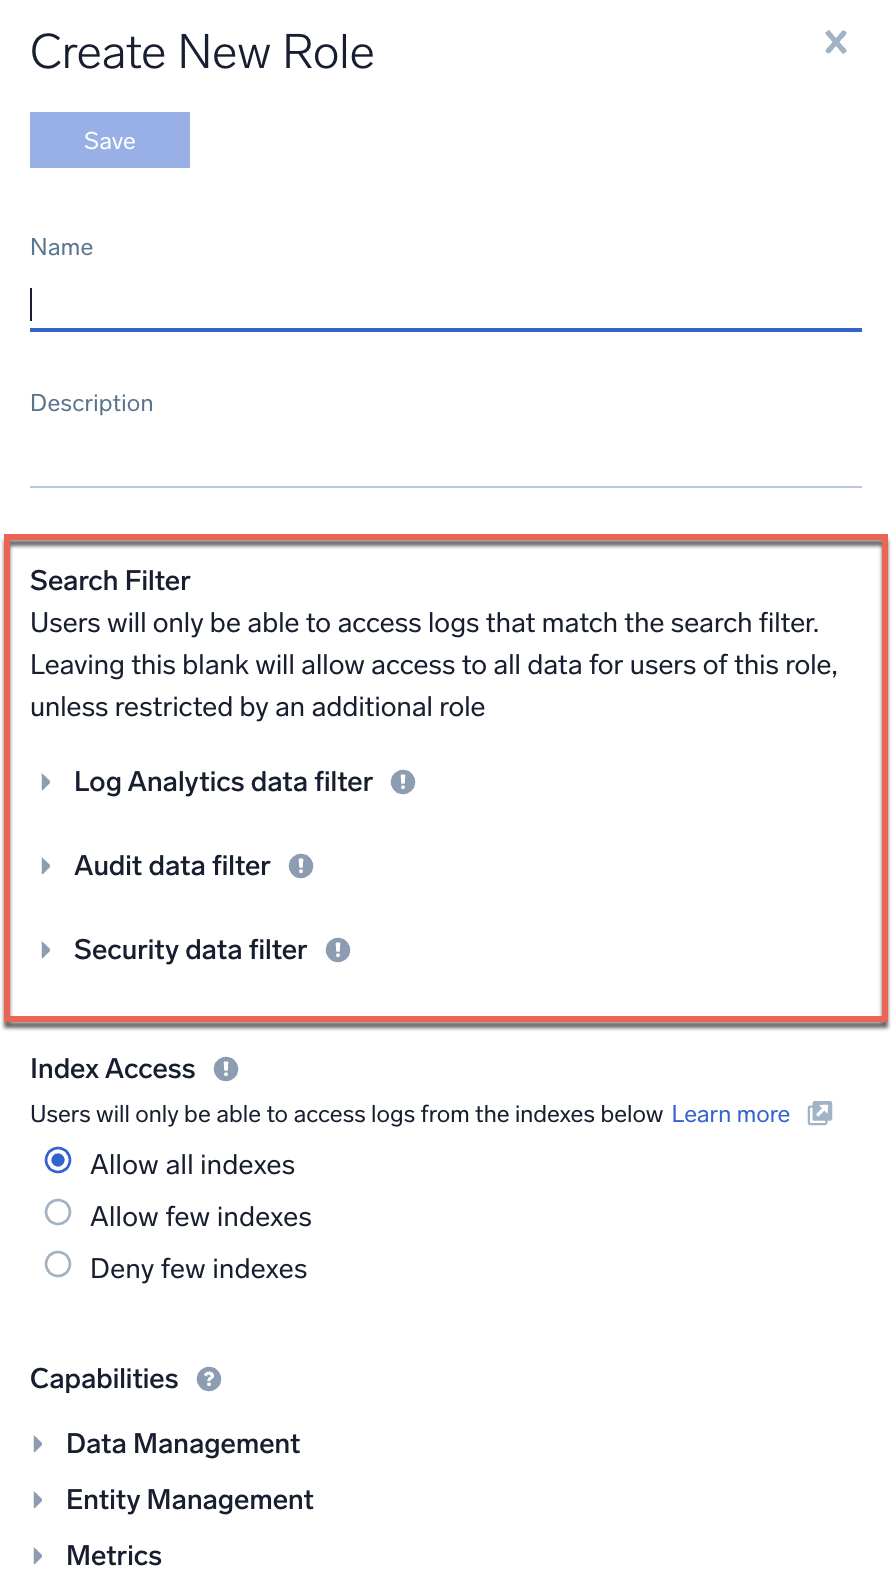 Create New Role
Save
Name
Description
Search Filter
Users will only be able to access logs that match the search filter.
Leaving this blank will allow access to all data for users of this role,
unless restricted by an additional role
Log Analytics data filter
Audit data filter
Security data filter
Index Access
Users will only be able to access logs from the indexes below Learn more
Allow all indexes
Allow few indexes
Deny few indexes
Capabilities
Data Management
Entity Management
Metrics